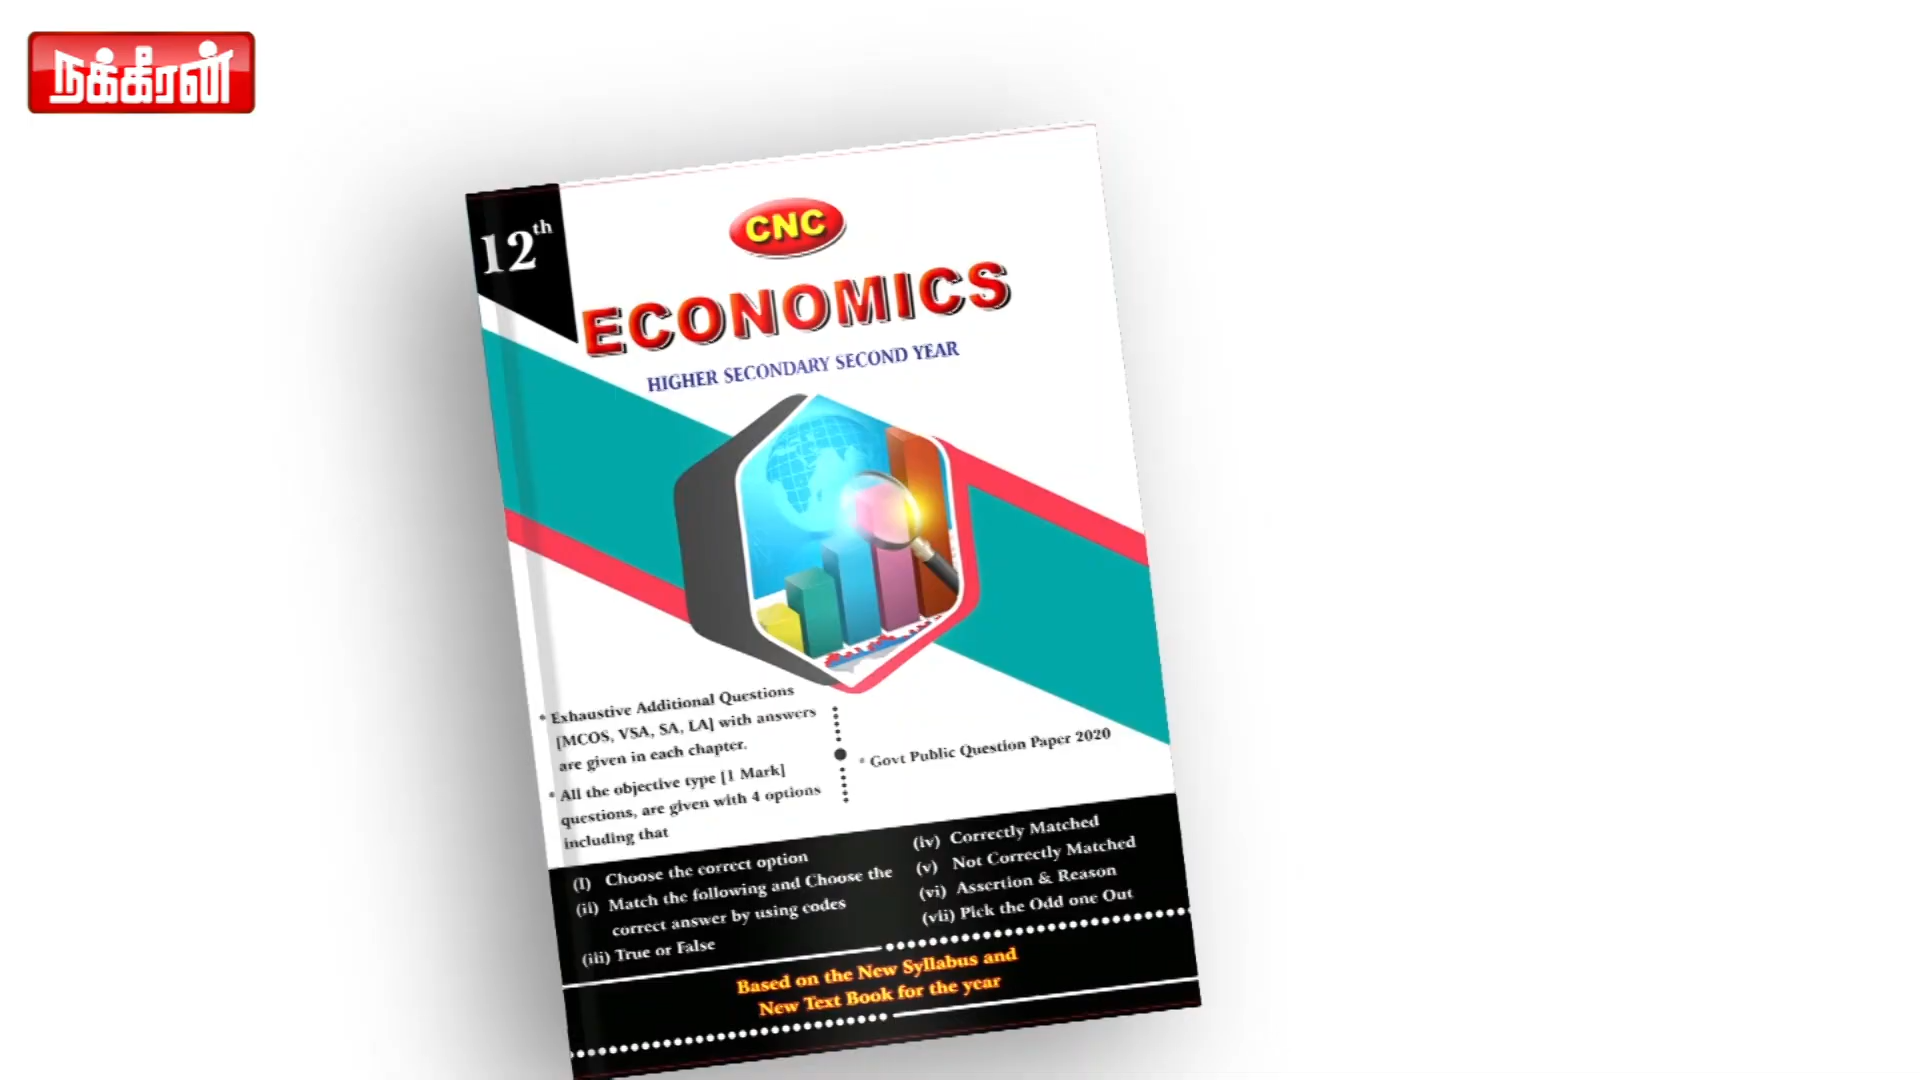 நக்கீரன்
12th
CNC
ECONOMICS
HIGHER SECONDARY SECOND YEAR
* Exhaustive Additional Questions
[MCOS, VSA, SA, LA] with answers
are given in each chapter.
* All the objective type [1 Mark]
questions, are given with 4 options
including that
* Govt Public Question Paper 2020
(I) Choose the correct option
(ii) Match the following and Choose the
correct answer by using codes
(iii) True or False
(iv) Correctly Matched
(v) Not Correctly Matched
(vi) Assertion & Reason
(vii) Pick the Odd one Out
Based on the New Syllabus and
New Text Book for the year